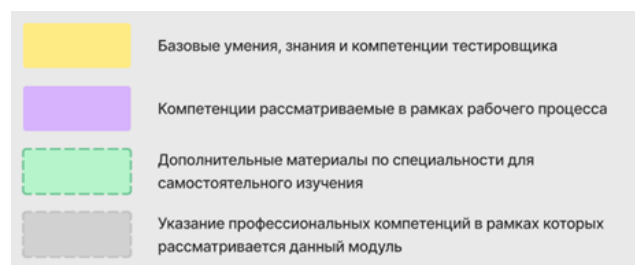 Базовые умения, знания и компетенции тестировщика
Компетенции рассматриваемые в рамках рабочего процесса
Дополнительные материалы по специальности для
самостоятельного изучения
Указание профессиональных компетенций в рамках которых
рассматривается данный модуль